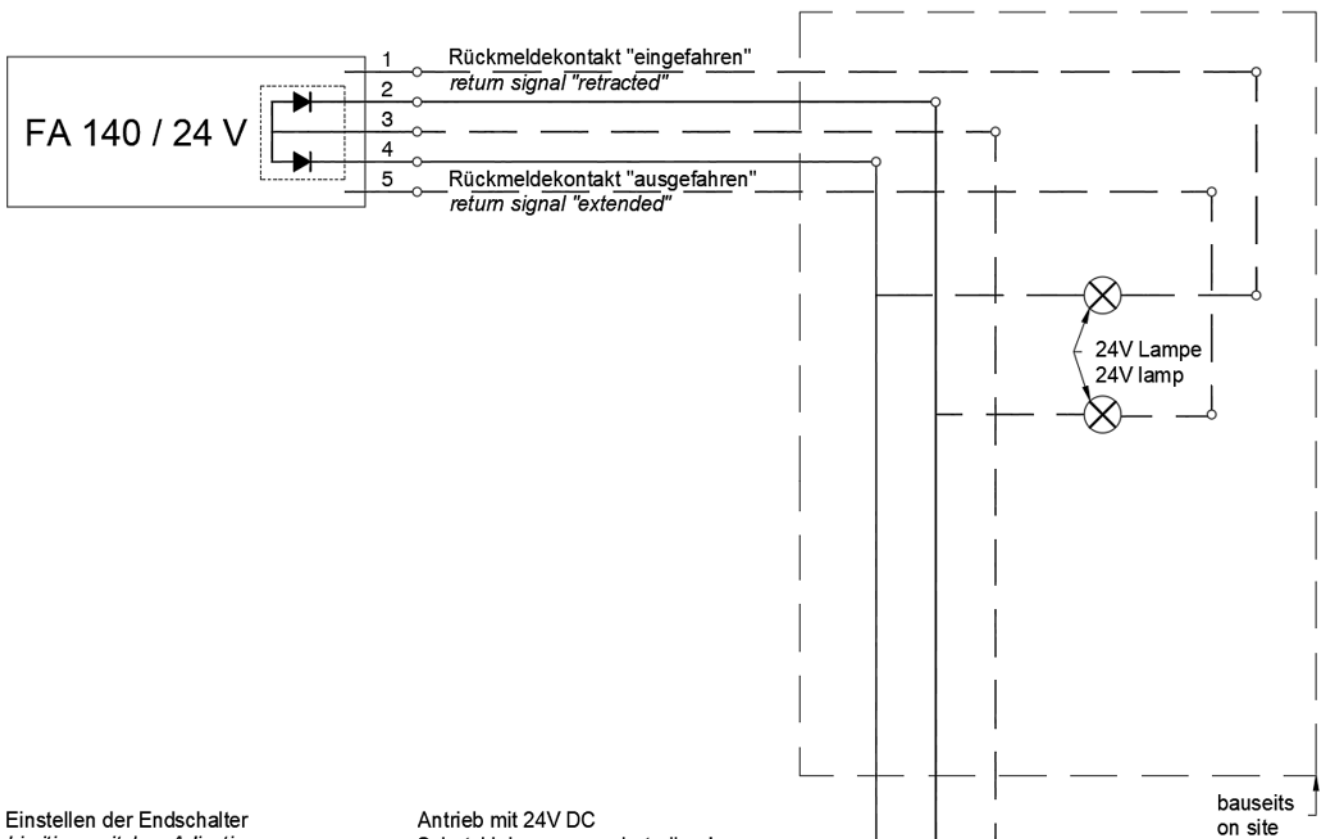 1
Rückmeldekontakt "eingefahren"
return signal "retracted"
2
FA 140 / 24 V
3
4
5
Rückmeldekontakt "ausgefahren"
return signal "extended"
24V Lampe
24V lamp
bauseits
on site
Einstellen der Endschalter
Antrieb mit 24V DC